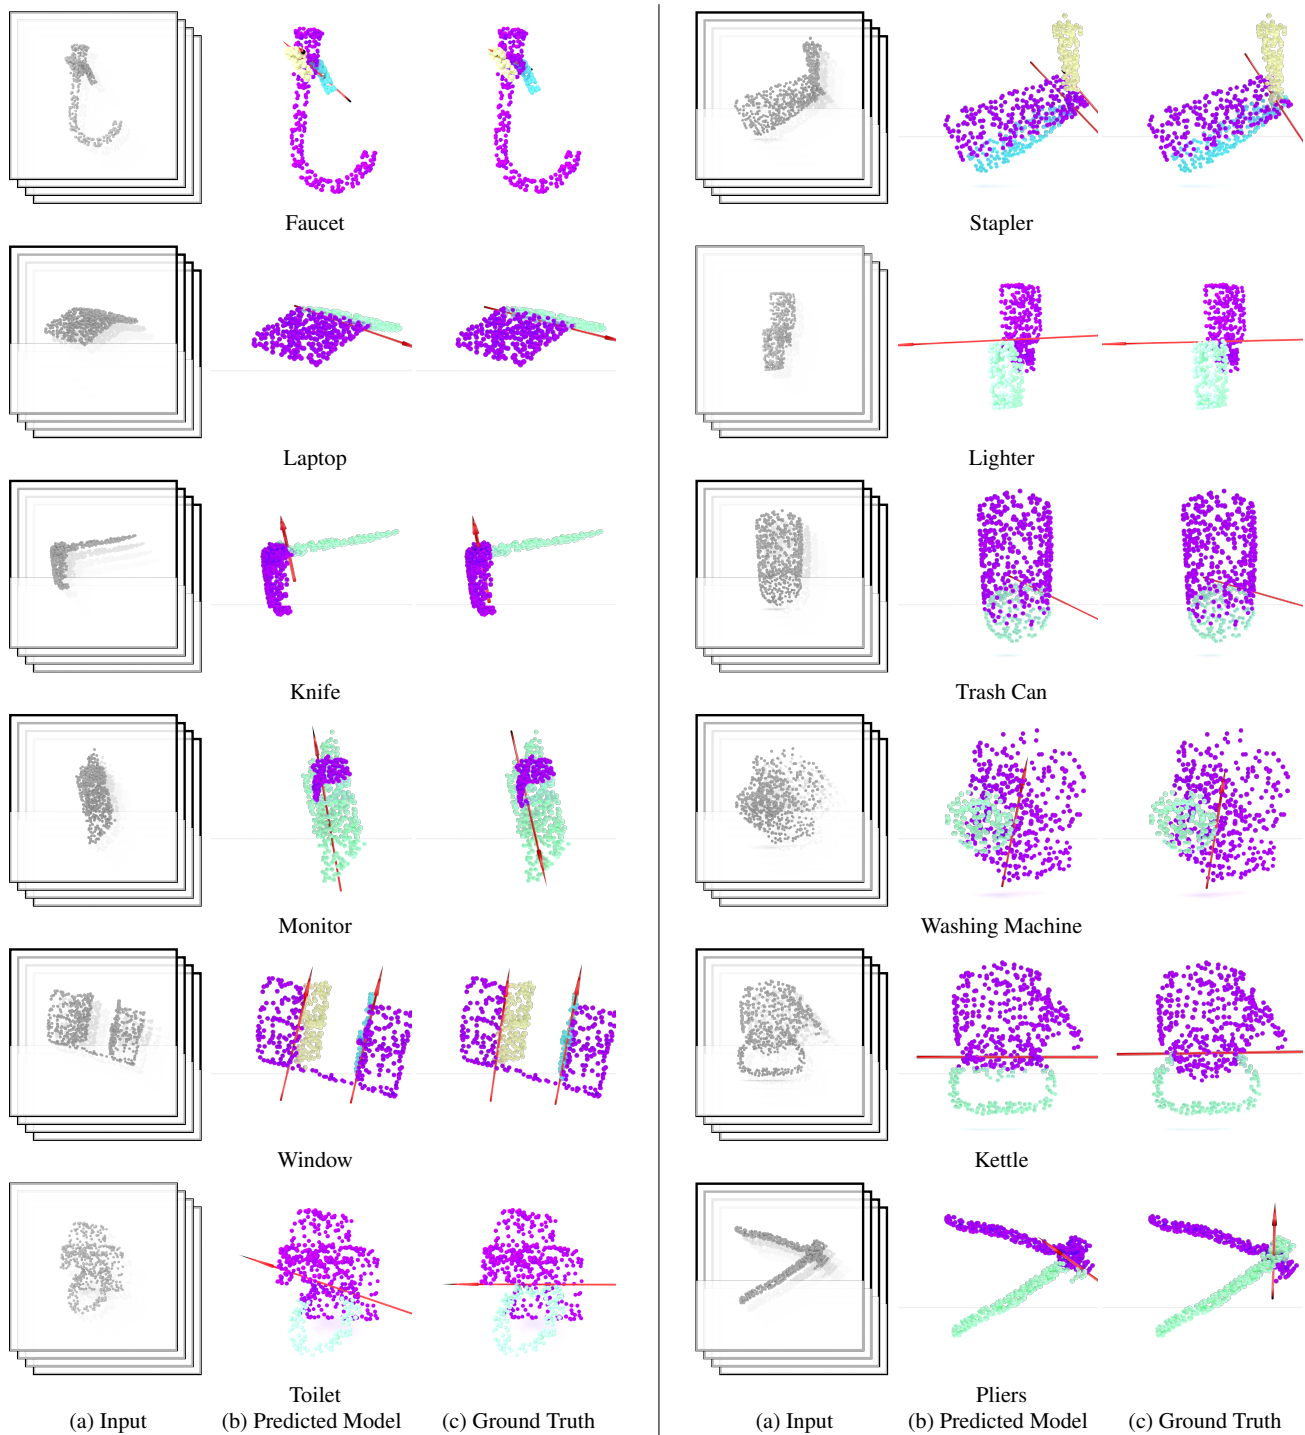 Faucet
Laptop
Knife
Monitor
Window
Toilet
(a) Input (b) Predicted Model (c) Ground Truth
Stapler
Lighter
Trash Can
Washing Machine
Kettle
Pliers
(a) Input (b) Predicted Model (c) Ground Truth